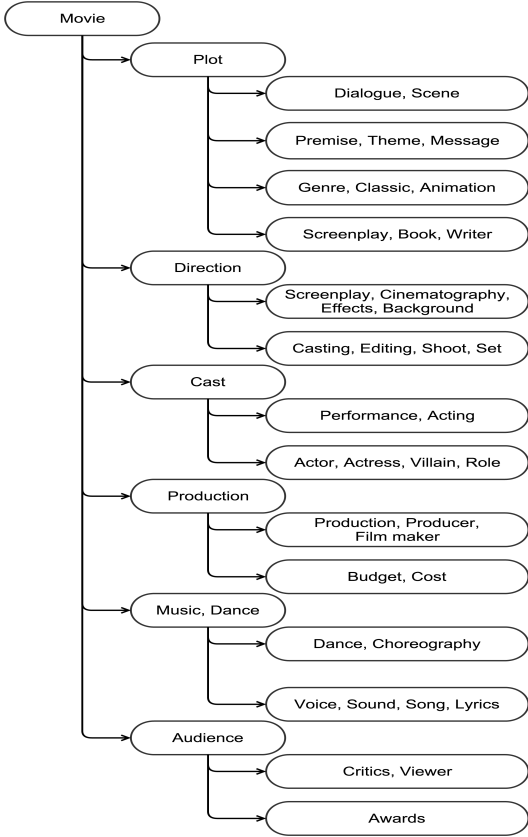 Movie
Plot
Dialogue, Scene
Premise, Theme, Message
Genre, Classic, Animation
Screenplay, Book, Writer
Direction
Screenplay, Cinematography,
Effects, Background
Casting, Editing, Shoot, Set
Cast
Performance, Acting
Actor, Actress, Villain, Role
Production
Production, Producer,
Film maker
Budget, Cost
Music, Dance
Dance, Choreography
Voice, Sound, Song, Lyrics
Audience
Critics, Viewer
Awards